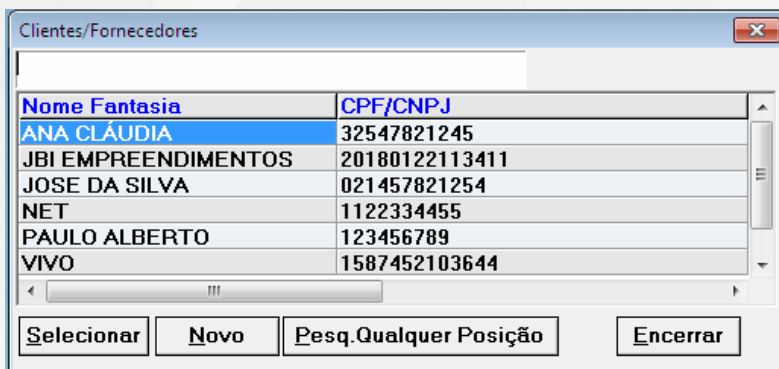 Clientes/Fornecedores
Nome Fantasia CPF/CNPJ
ANA CLÁUDIA 32547821245
JBI EMPREENDIMENTOS 20180122113411
JOSE DA SILVA 021457821254
NET 1122334455
PAULO ALBERTO 123456789
VIVO 1587452103644
Selecionar Novo Pesq.Qualquer Posição Encerrar